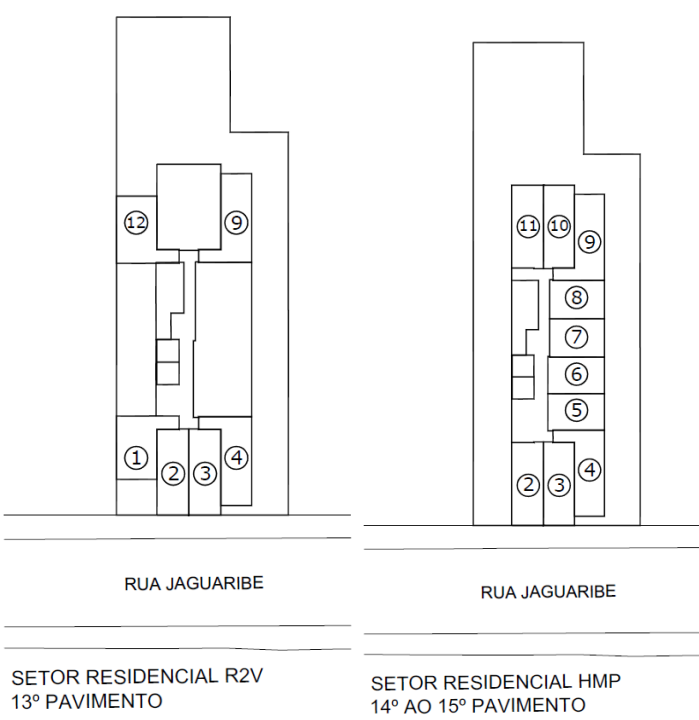 12
9
1
2
3
4
RUA JAGUARIBE
SETOR RESIDENCIAL R2V
13º PAVIMENTO
11
10
9
8
7
6
5
4
2
3
RUA JAGUARIBE
SETOR RESIDENCIAL HMP
14º AO 15º PAVIMENTO